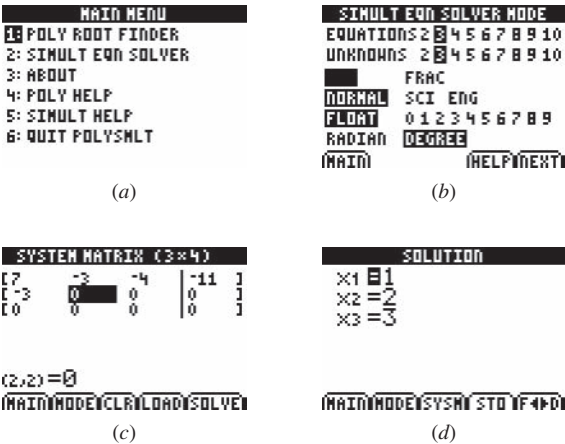 MAIN MENU
1: POLY ROOT FINDER
2: SIMULT EQN SOLVER
3: ABOUT
4: POLY HELP
5: SIMULT HELP
6: QUIT POLYSMLT
(a)
SIMULT EQN SOLVER MODE
EQUATIONS 2 3 4 5 6 7 8 9 10
UNKNOWNS 2 3 4 5 6 7 8 9 10
FRAC
NORMAL SCI ENG
FLOAT 0 1 2 3 4 5 6 7 8 9
RADIAN DEGREE
MAIN HELP NEXT
(b)
SYSTEM MATRIX (3×4)
[7 -3 -4 |-11 ]
[-3 0 0 |0 ]
[0 0 0 |0 ]
(2,2)=0
MAIN MODE CLR LOAD SOLVE
(c)
SOLUTION
X1 =1
X2 =2
X3 =3
MAIN MODE SYSM STO F◄►D
(d)